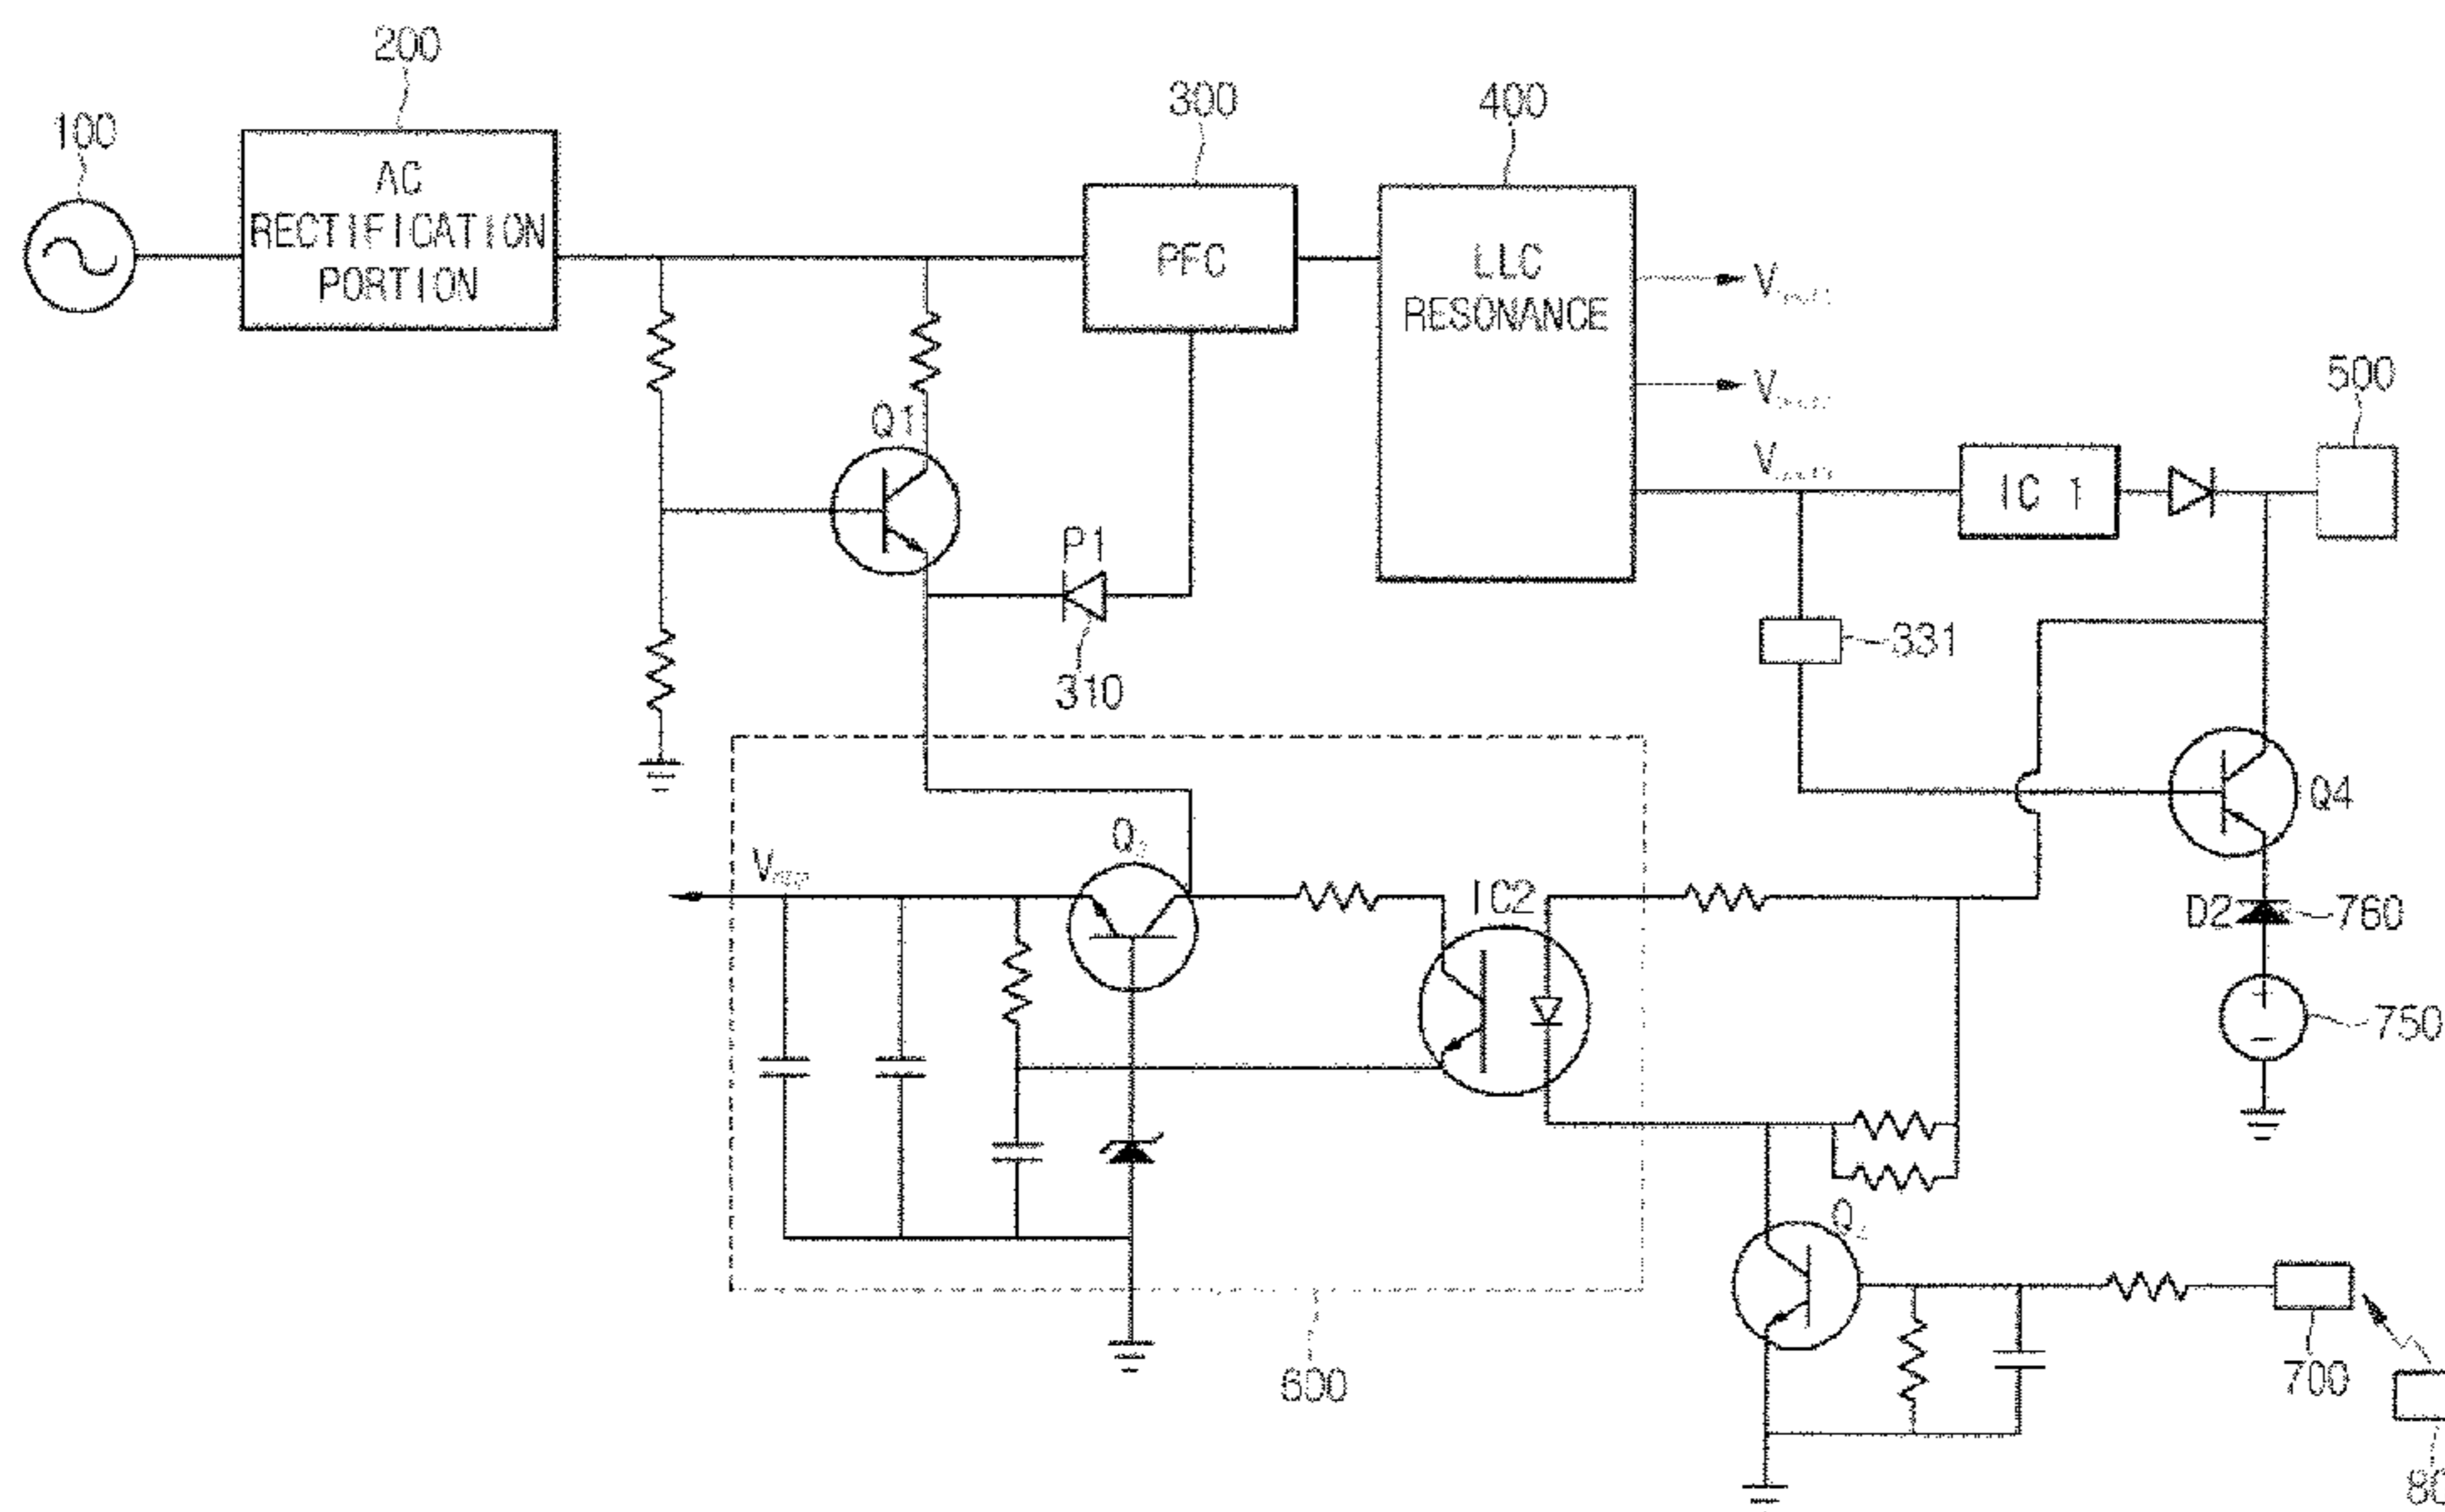 200
100
300
400
AC
RECTIFICATION
PORTION
PFC
LLC
RESONANCE
500
Q1
IC 1
P1
310
331
Q4
IC2
D2
760
750
700
600